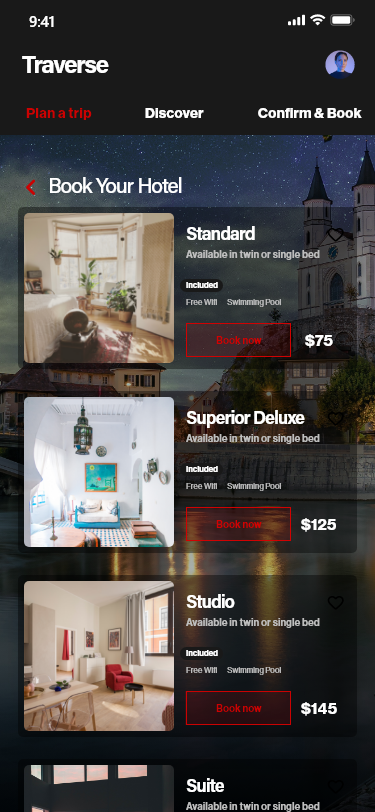 9:41
Traverse
Plan a trip Discover Confirm & Book
Book Your Hotel
Standard
Available in twin or single bed
Included
Free Wifi Swimming Pool
Book now $75
Superior Deluxe
Available in twin or single bed
Included
Free Wifi Swimming Pool
Book now $125
Studio
Available in twin or single bed
Included
Free Wifi Swimming Pool
Book now $145
Suite
Available in twin or single bed